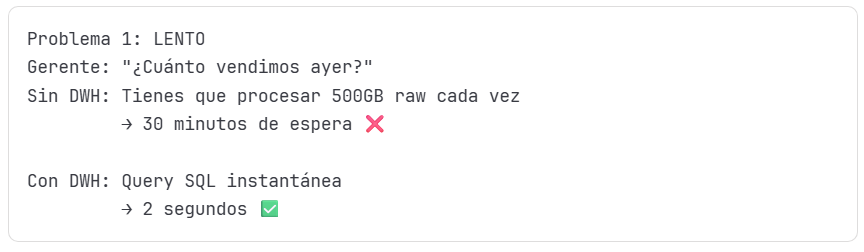 Problema 1: LENTO
Gerente: "¿Cuánto vendimos ayer?"
Sin DWH: Tienes que procesar 500GB raw cada vez
→ 30 minutos de espera ❌
Con DWH: Query SQL instantánea
→ 2 segundos ✅